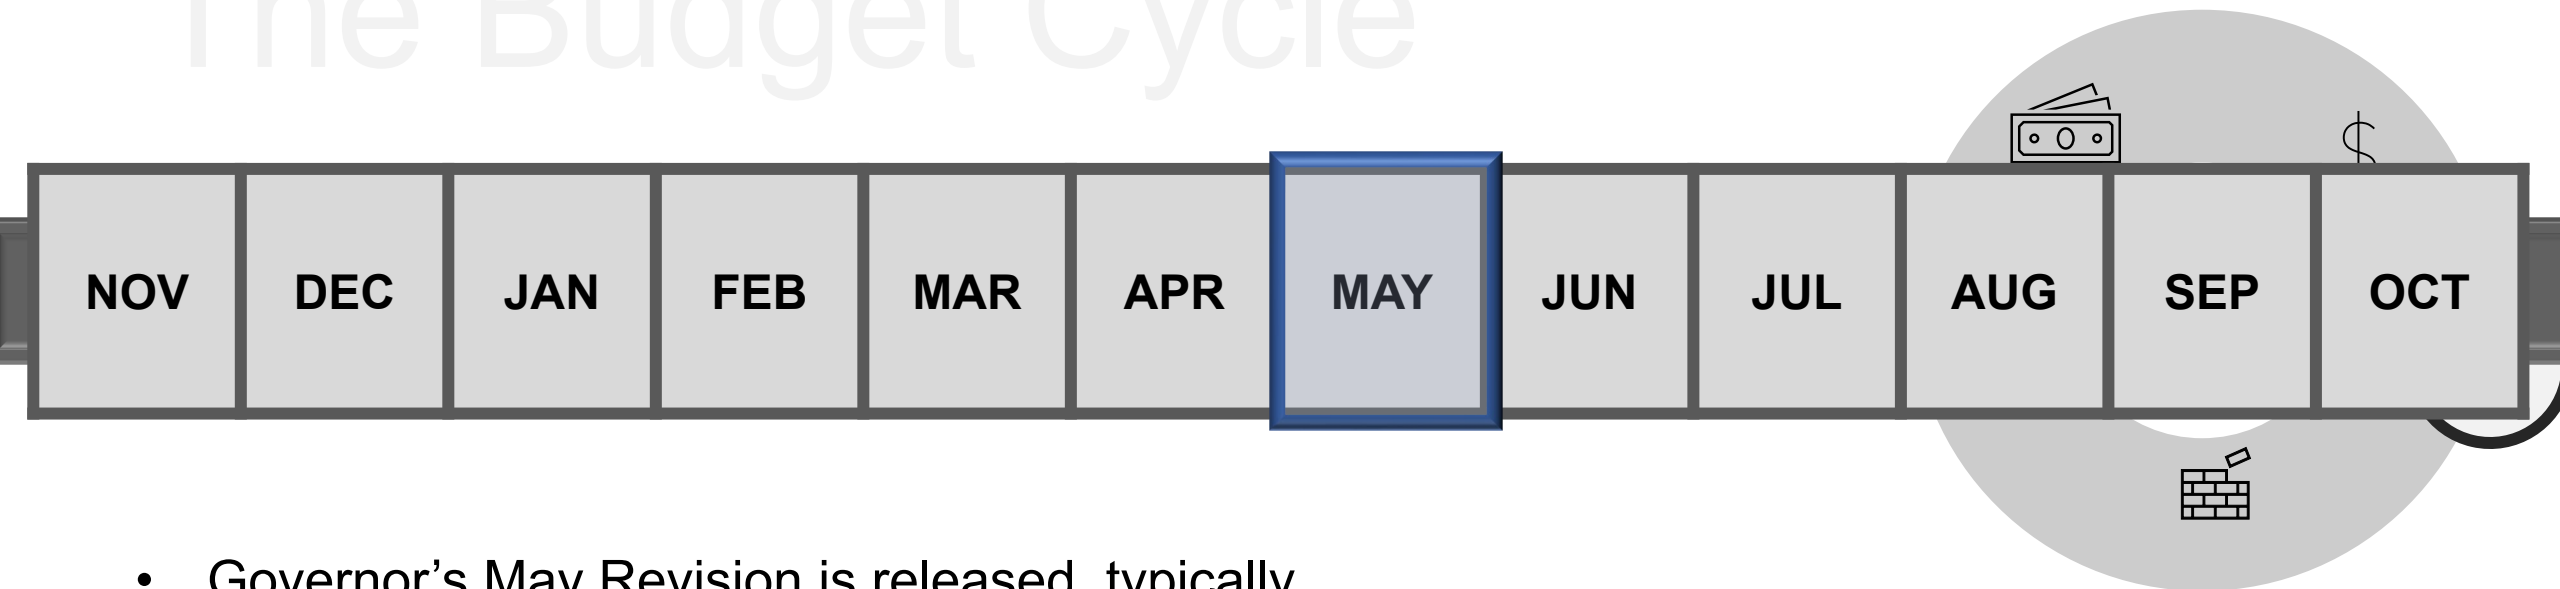 The Budget Cycle
NOV DEC JAN FEB MAR APR MAY JUN JUL AUG SEP OCT
• Governor’s May Revision is released, typically